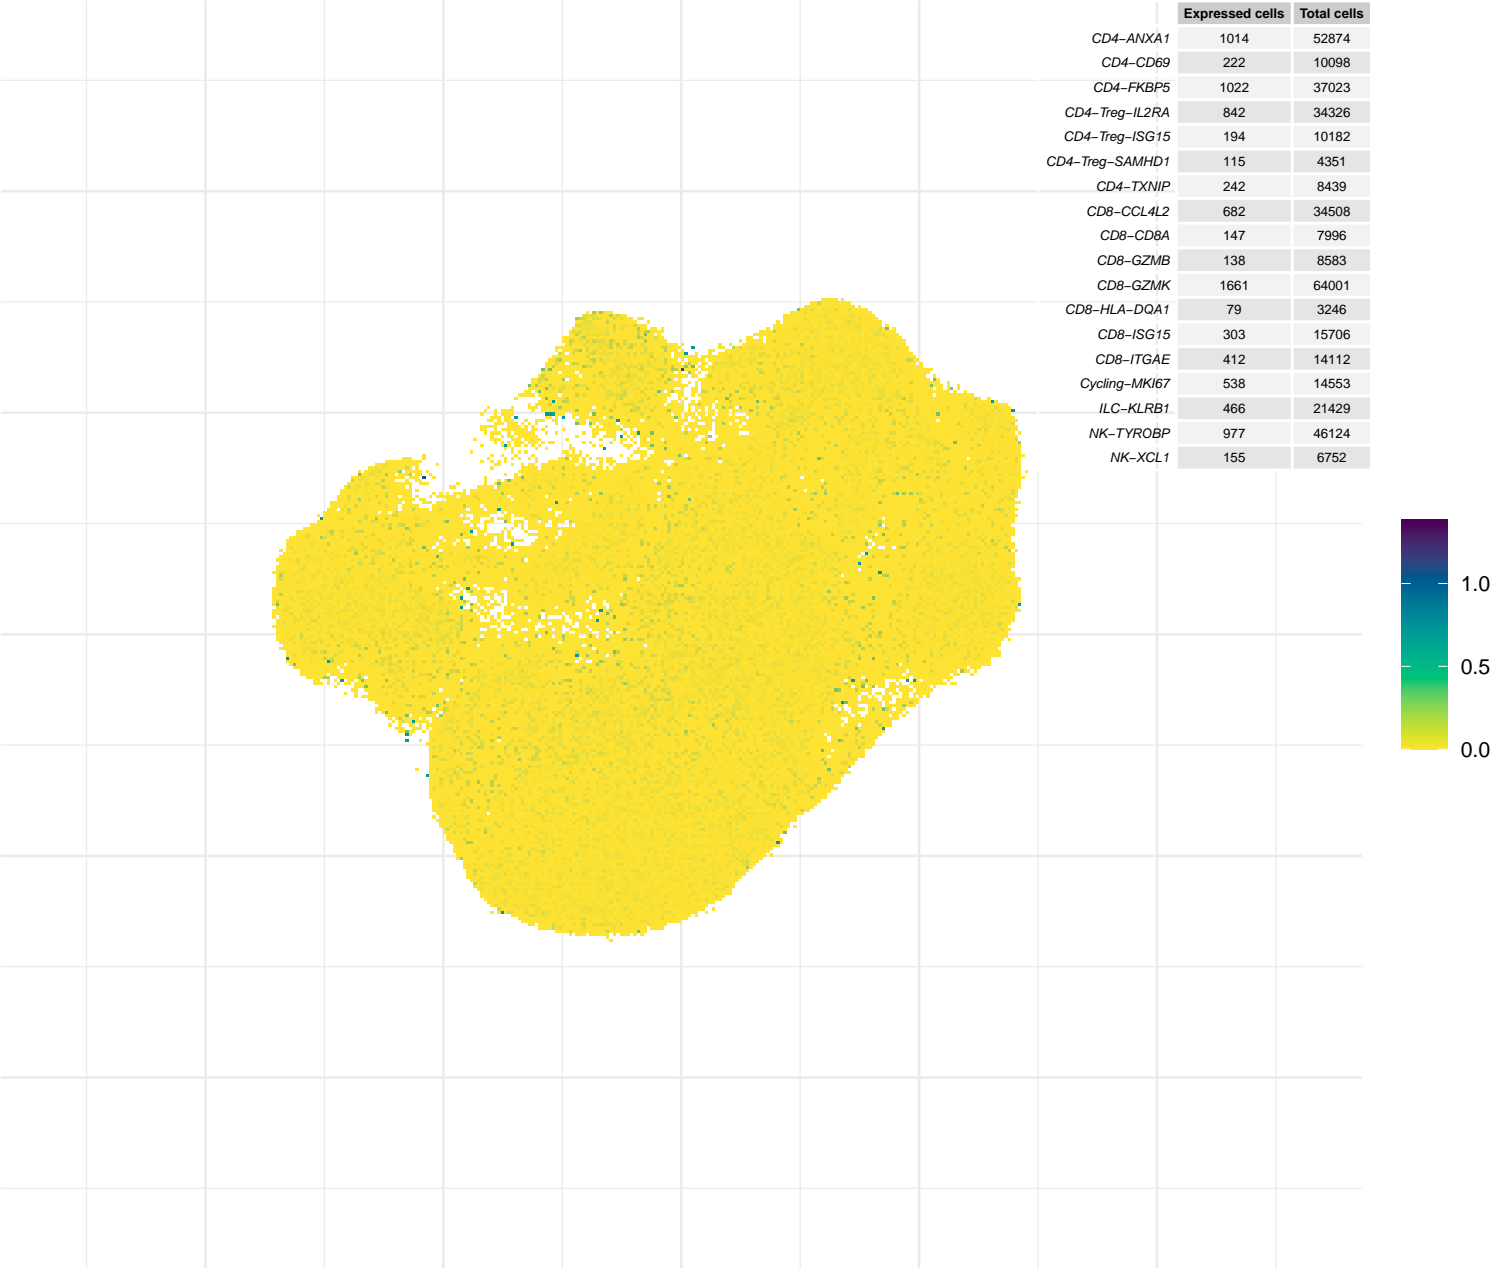 Expressed cells Total cells
CD4−ANXA1 1014 52874
CD4−CD69 222 10098
CD4−FKBP5 1022 37023
CD4−Treg−IL2RA 842 34326
CD4−Treg−ISG15 194 10182
CD4−Treg−SAMHD1 115 4351
CD4−TXNIP 242 8439
CD8−CCL4L2 682 34508
CD8−CD8A 147 7996
CD8−GZMB 138 8583
CD8−GZMK 1661 64001
CD8−HLA−DQA1 79 3246
CD8−ISG15 303 15706
CD8−ITGAE 412 14112
Cycling−MKI67 538 14553
ILC−KLRB1 466 21429
NK−TYROBP 977 46124
NK−XCL1 155 6752
1.0
0.5
0.0